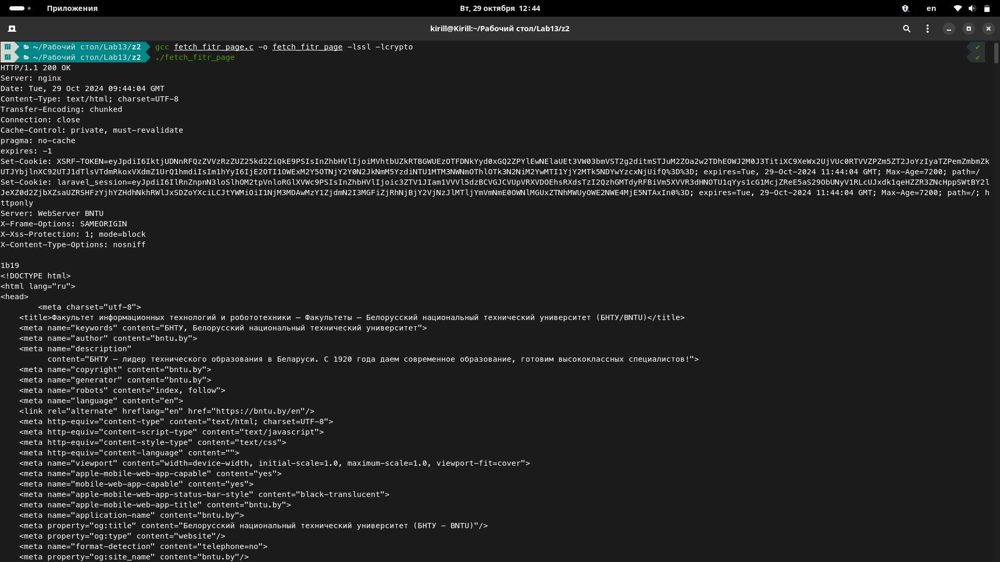 Приложения
Вт, 29 октября 12:44
en
kirill@Kirill:~/Рабочий стол/Lab13/z2
~/Рабочий стол/Lab13/z2 gcc fetch_fitr_page.c -o fetch_fitr_page -lssl -lcrypto
~/Рабочий стол/Lab13/z2 ./fetch_fitr_page
HTTP/1.1 200 OK
Server: nginx
Date: Tue, 29 Oct 2024 09:44:04 GMT
Content-Type: text/html; charset=UTF-8
Transfer-Encoding: chunked
Connection: close
Cache-Control: private, must-revalidate
pragma: no-cache
expires: -1
Set-Cookie:
expires=Tue, 29-Oct-2024 11:44:04 GMT; Max-Age=7200; path=/
Set-Cookie:
expires=Tue, 29-Oct-2024 11:44:04 GMT; Max-Age=7200; path=/; h
ttponly
Server: WebServer BNTU
X-Frame-Options: SAMEORIGIN
X-Xss-Protection: 1; mode=block
X-Content-Type-Options: nosniff
1b19
<!DOCTYPE html>
<html lang="ru">
<head>
<meta charset="utf-8">
<title>Факультет информационных технологий и робототехники – Факультеты – Белорусский национальный технический университет (БНТУ/BNTU)</title>
<meta name="keywords" content="БНТУ, Белорусский национальный технический университет">
<meta name="author" content="bntu.by">
<meta name="description"
content="БНТУ – лидер технического образования в Беларуси. С 1920 года даем современное образование, готовим высококлассных специалистов!">
<meta name="copyright" content="bntu.by">
<meta name="generator" content="bntu.by">
<meta name="robots" content="index, follow">
<meta name="language" content="en">
<link rel="alternate" hreflang="en" href="https://bntu.by/en"/>
<meta http-equiv="content-type" content="text/html; charset=UTF-8">
<meta http-equiv="content-script-type" content="text/javascript">
<meta http-equiv="content-style-type" content="text/css">
<meta http-equiv="content-language" content="">
<meta name="viewport" content="width=device-width, initial-scale=1.0, maximum-scale=1.0, viewport-fit=cover">
<meta name="apple-mobile-web-app-capable" content="yes">
<meta name="mobile-web-app-capable" content="yes">
<meta name="apple-mobile-web-app-status-bar-style" content="black-translucent">
<meta name="apple-mobile-web-app-title" content="bntu.by">
<meta name="application-name" content="bntu.by">
<meta property="og:title" content="Белорусский национальный технический университет (БНТУ - BNTU)"/>
<meta property="og:type" content="website"/>
<meta name="format-detection" content="telephone=no">
<meta property="og:site_name" content="bntu.by"/>